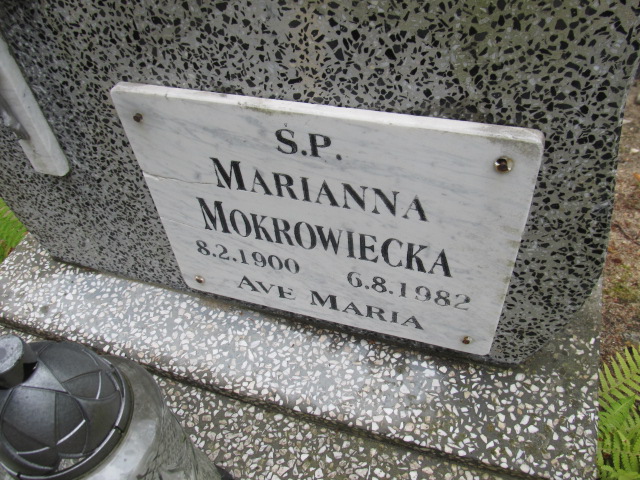 Ś.P.
MARIANNA
MOKROWIECKA
8.2.1900 6.8.1982
AVE MARIA